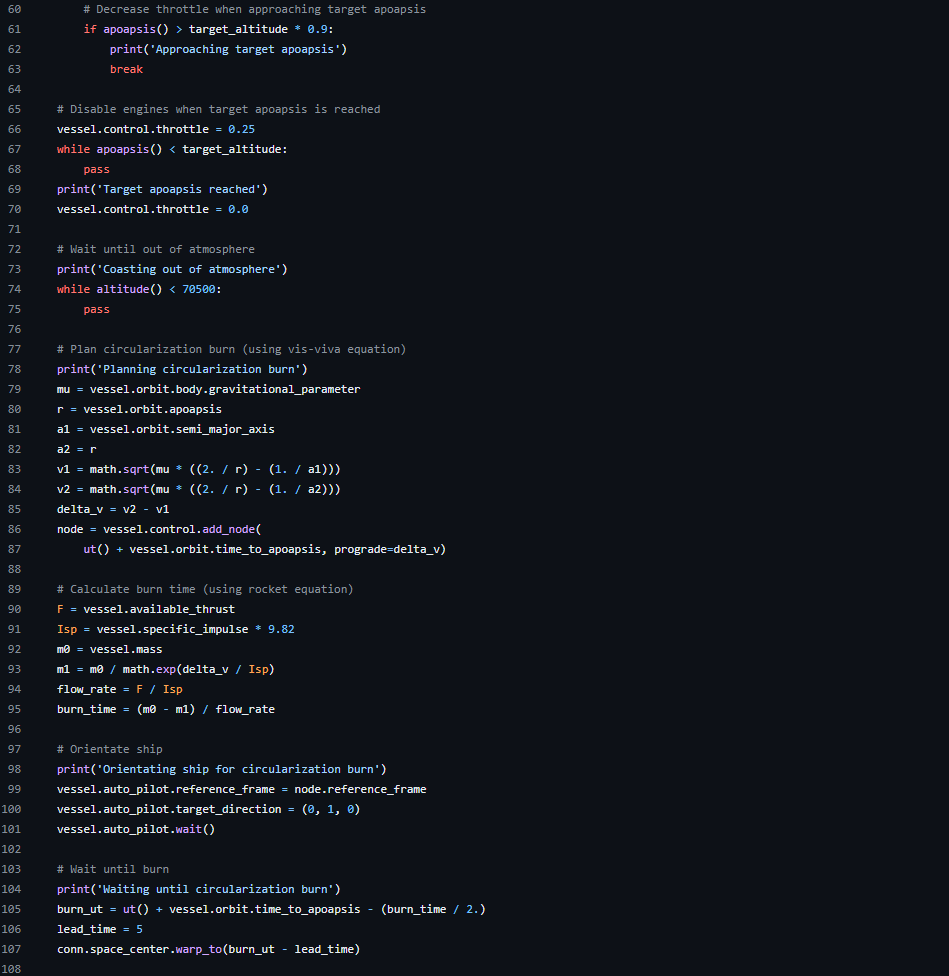 60 # Decrease throttle when approaching target apoapsis
61 if apoapsis() > target_altitude * 0.9:
62 print('Approaching target apoapsis')
63 break
64
65 # Disable engines when target apoapsis is reached
66 vessel.control.throttle = 0.25
67 while apoapsis() < target_altitude:
68 pass
69 print('Target apoapsis reached')
70 vessel.control.throttle = 0.0
71
72 # Wait until out of atmosphere
73 print('Coasting out of atmosphere')
74 while altitude() < 70500:
75 pass
76
77 # Plan circularization burn (using vis-viva equation)
78 print('Planning circularization burn')
79 mu = vessel.orbit.body.gravitational_parameter
80 r = vessel.orbit.apoapsis
81 a1 = vessel.orbit.semi_major_axis
82 a2 = r
83 v1 = math.sqrt(mu * ((2. / r) - (1. / a1)))
84 v2 = math.sqrt(mu * ((2. / r) - (1. / a2)))
85 delta_v = v2 - v1
86 node = vessel.control.add_node(
87 ut() + vessel.orbit.time_to_apoapsis, prograde=delta_v)
88
89 # Calculate burn time (using rocket equation)
90 F = vessel.available_thrust
91 Isp = vessel.specific_impulse * 9.82
92 m0 = vessel.mass
93 m1 = m0 / math.exp(delta_v / Isp)
94 flow_rate = F / Isp
95 burn_time = (m0 - m1) / flow_rate
96
97 # Orientate ship
98 print('Orientating ship for circularization burn')
99 vessel.auto_pilot.reference_frame = node.reference_frame
100 vessel.auto_pilot.target_direction = (0, 1, 0)
101 vessel.auto_pilot.wait()
102
103 # Wait until burn
104 print('Waiting until circularization burn')
105 burn_ut = ut() + vessel.orbit.time_to_apoapsis - (burn_time / 2.)
106 lead_time = 5
107 conn.space_center.warp_to(burn_ut - lead_time)
108